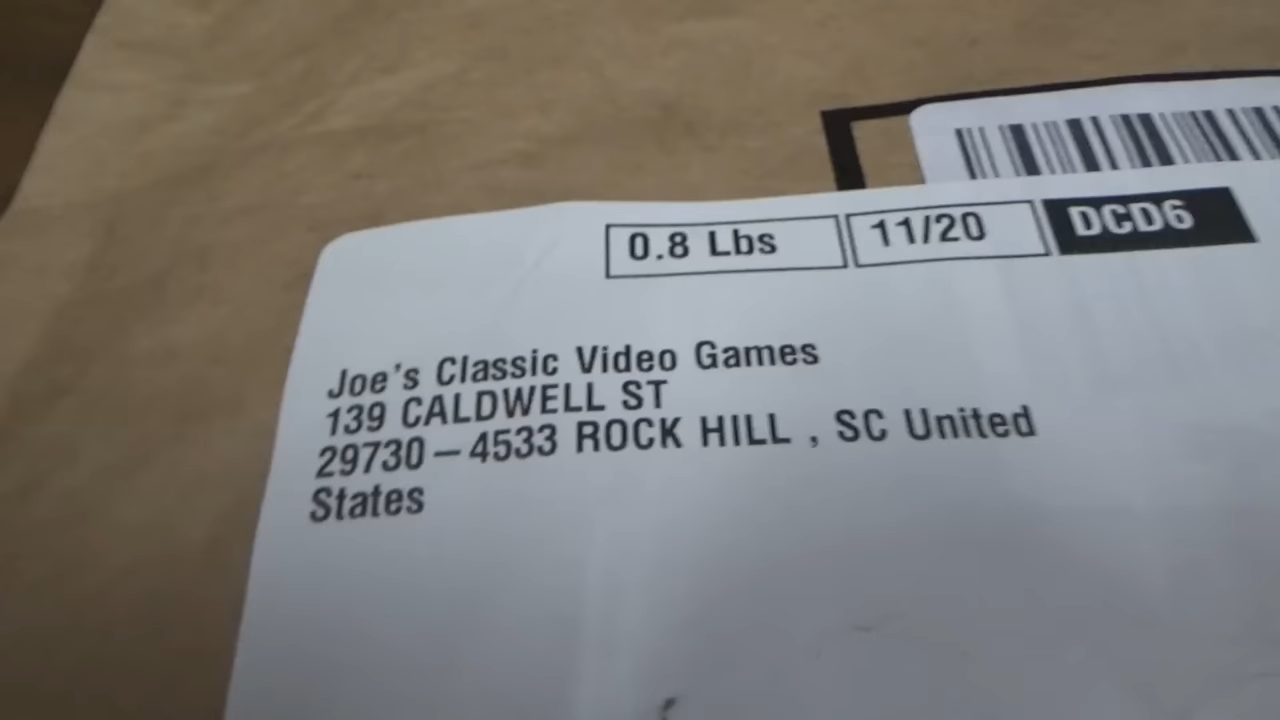 0.8 Lbs 11/20 DCD6
Joe's Classic Video Games
139 CALDWELL ST
29730-4533 ROCK HILL , SC United
States